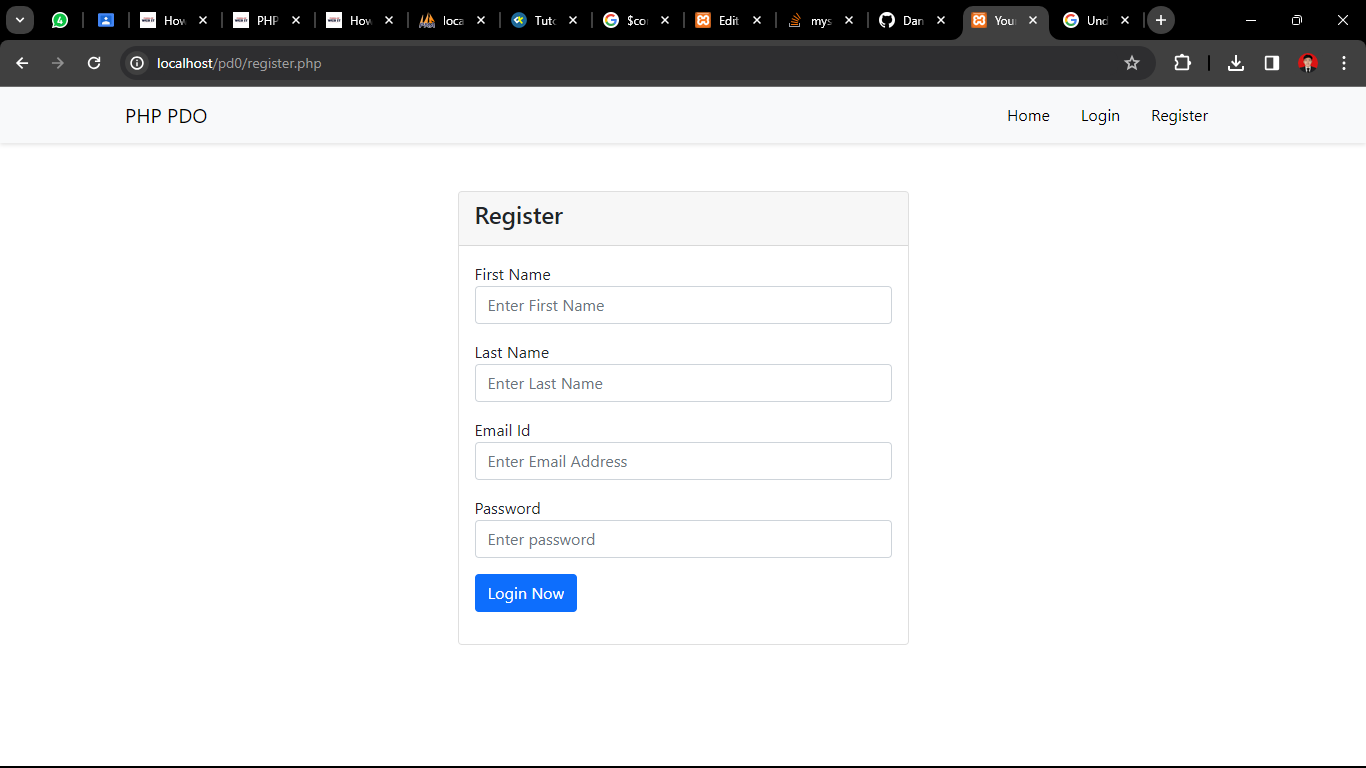 4
How
PHP
How
loca
Tuto
$co
Edit
mys
Dan
You
Und
localhost/pd0/register.php
PHP PDO
Home Login Register
Register
First Name
Enter First Name
Last Name
Enter Last Name
Email Id
Enter Email Address
Password
Enter password
Login Now